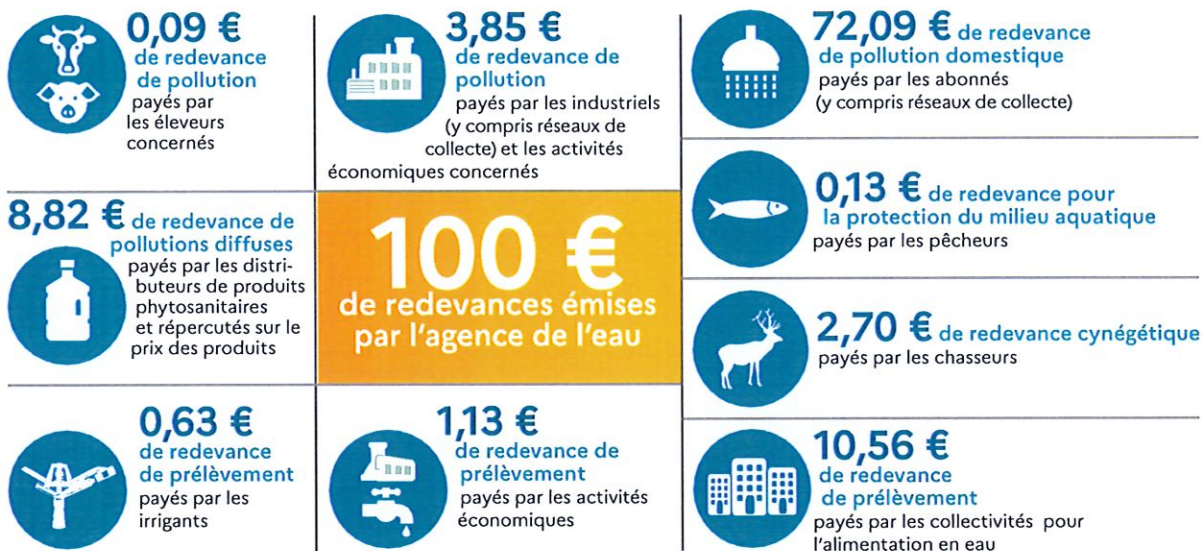 0,09 €
de redevance
de pollution
payés par
les éleveurs
concernés
3,85 €
de redevance de
pollution
payés par les industriels
(y compris réseaux de
collecte) et les activités
économiques concernés
72,09 € de redevance
de pollution domestique
payés par les abonnés
(y compris réseaux de collecte)
8,82 € de redevance de
pollutions diffuses
payés par les distri-
buteurs de produits
phytosanitaires
et répercutés sur le
prix des produits
100 €
de redevances émises
par l'agence de l'eau
0,13 € de redevance pour
la protection du milieu aquatique
payés par les pêcheurs
2,70 € de redevance cynégétique
payés par les chasseurs
0,63 €
de redevance
de prélèvement
payés par les
irrigants
1,13 €
de redevance de
prélèvement
payés par les activités
économiques
10,56 €
de redevance
de prélèvement
payés par les collectivités pour
l'alimentation en eau